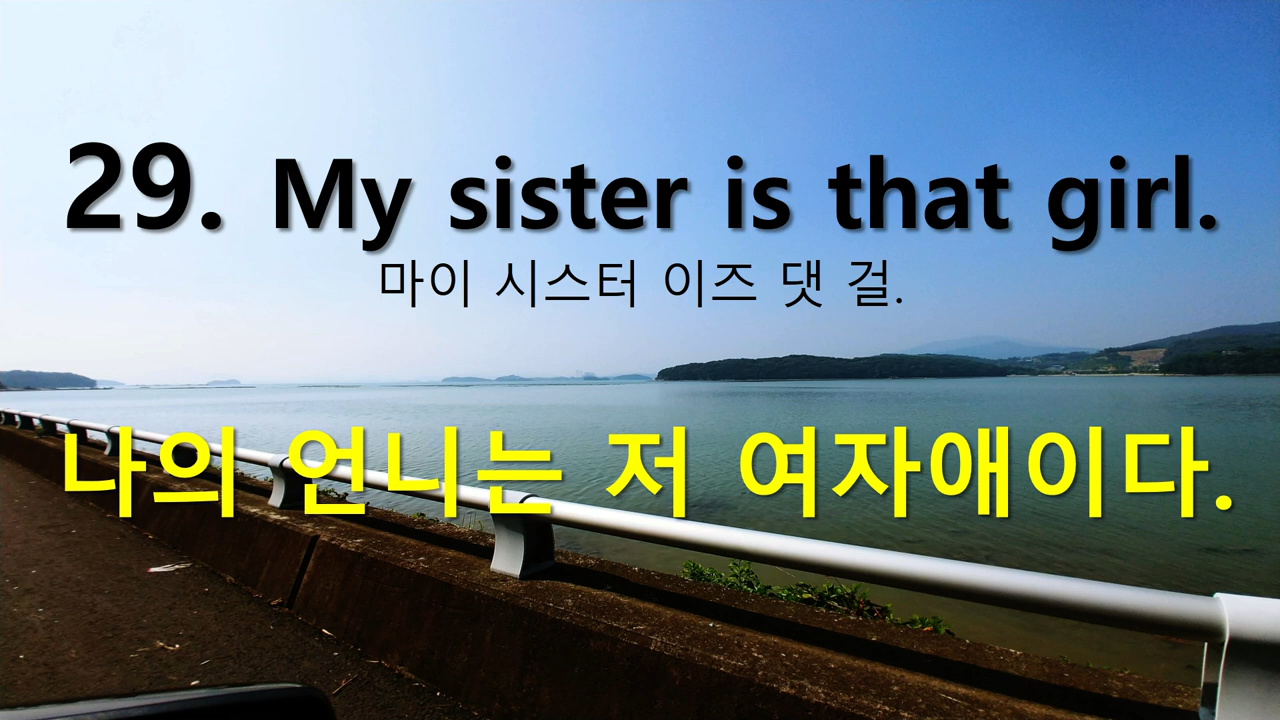 29. My sister is that girl.
마이 시스터 이즈 댓 걸.
나의 언니는 저 여자애이다.